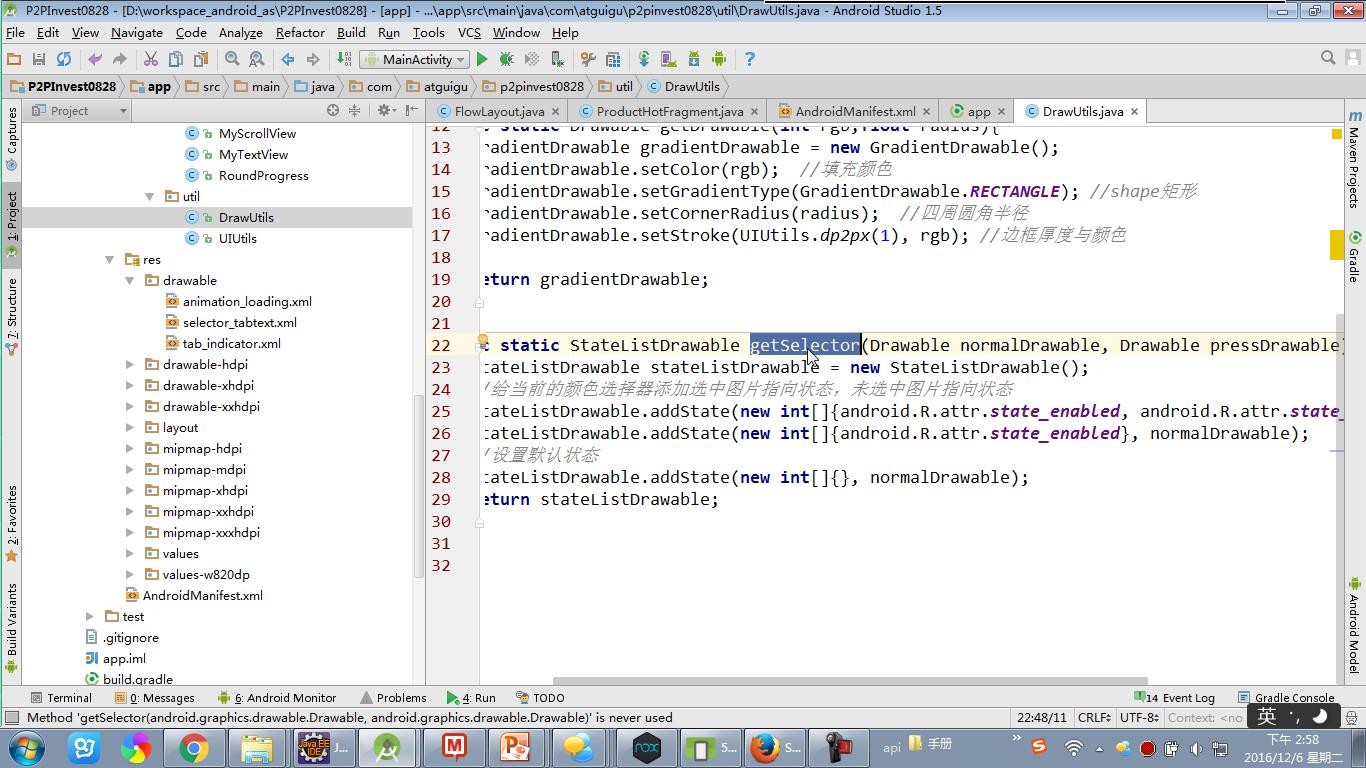 P2PInvest0828 - [D:\workspace_android_as\P2PInvest0828] - [app] - ...\app\src\main\java\com\atguigu\p2pinvest0828\util\DrawUtils.java - Android Studio 1.5
File Edit View Navigate Code Analyze Refactor Build Run Tools VCS Window Help
MainActivity
P2PInvest0828 app src main java com atguigu p2pinvest0828 util DrawUtils
Project
FlowLayout.java ProductHotFragment.java AndroidManifest.xml app DrawUtils.java
Captures
1: Project
7: Structure
2: Favorites
Build Variants
MyScrollView
MyTextView
RoundProgress
util
DrawUtils
UIUtils
res
drawable
animation_loading.xml
selector_tabtext.xml
tab_indicator.xml
drawable-hdpi
drawable-xhdpi
drawable-xxhdpi
layout
mipmap-hdpi
mipmap-mdpi
mipmap-xhdpi
mipmap-xxhdpi
mipmap-xxxhdpi
values
values-w820dp
AndroidManifest.xml
test
.gitignore
app.iml
build.gradle
12 static Drawable getDrawable(int rgb,float radius){
13 radientDrawable gradientDrawable = new GradientDrawable();
14 radientDrawable.setColor(rgb); //填充颜色
15 radientDrawable.setGradientType(GradientDrawable.RECTANGLE); //shape矩形
16 radientDrawable.setCornerRadius(radius); //四周圆角半径
17 radientDrawable.setStroke(UIUtils.dp2px(1), rgb); //边框厚度与颜色
18
19 eturn gradientDrawable;
20
21
22 static StateListDrawable getSelector(Drawable normalDrawable, Drawable pressDrawable)
23 tateListDrawable stateListDrawable = new StateListDrawable();
24 /给当前的颜色选择器添加选中图片指向状态，未选中图片指向状态
25 tateListDrawable.addState(new int[]{android.R.attr.state_enabled, android.R.attr.state_
26 tateListDrawable.addState(new int[]{android.R.attr.state_enabled}, normalDrawable);
27 /设置默认状态
28 tateListDrawable.addState(new int[]{}, normalDrawable);
29 eturn stateListDrawable;
30
31
32
Maven Projects
Gradle
Android Model
Terminal 0: Messages 6: Android Monitor Problems 4: Run TODO 14 Event Log Gradle Console
Method 'getSelector(android.graphics.drawable.Drawable, android.graphics.drawable.Drawable)' is never used 22:48/11 CRLF UTF-8 Context: <no
英
Java EE IDE J... 5... S... api 手册
下午 2:58
2016/12/6 星期二